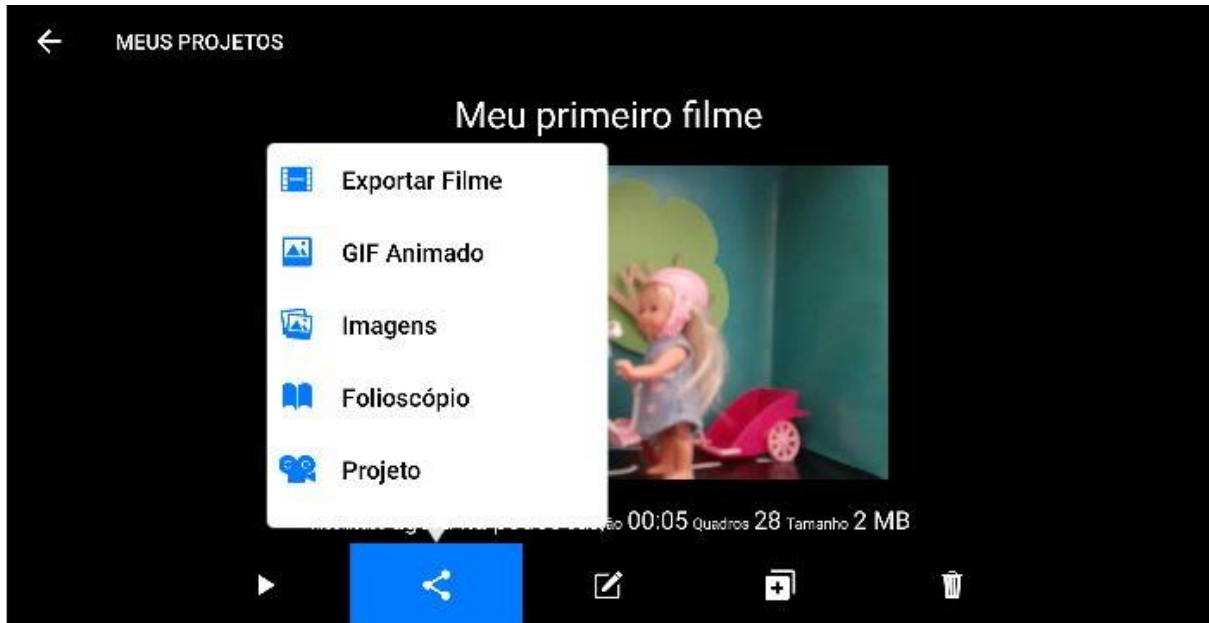 MEUS PROJETOS
Meu primeiro filme
Exportar Filme
GIF Animado
Imagens
Folioscópio
Projeto
00:05 Quadros 28 Tamanho 2 MB